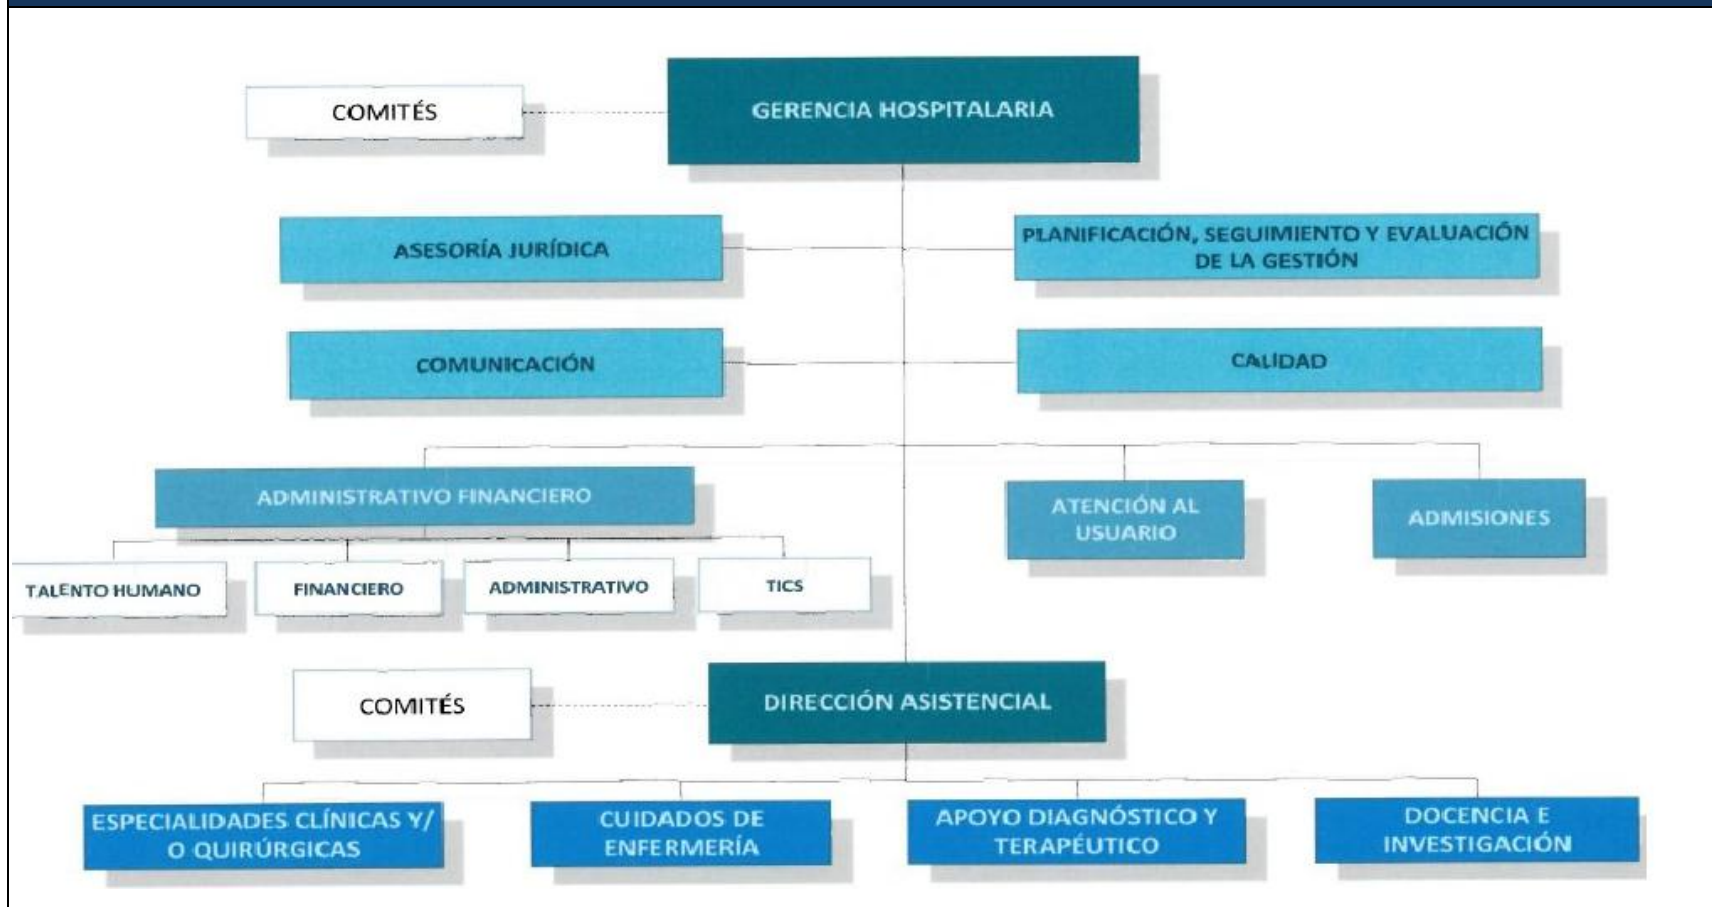 COMITÉS
GERENCIA HOSPITALARIA
ASESORÍA JURÍDICA
PLANIFICACIÓN, SEGUIMIENTO Y EVALUACIÓN
DE LA GESTIÓN
COMUNICACIÓN
CALIDAD
ADMINISTRATIVO FINANCIERO
ATENCIÓN AL
USUARIO
ADMISIONES
TALENTO HUMANO
FINANCIERO
ADMINISTRATIVO
TICS
COMITÉS
DIRECCIÓN ASISTENCIAL
ESPECIALIDADES CLÍNICAS Y/
O QUIRÚRGICAS
CUIDADOS DE
ENFERMERÍA
APOYO DIAGNÓSTICO Y
TERAPÉUTICO
DOCENCIA E
INVESTIGACIÓN